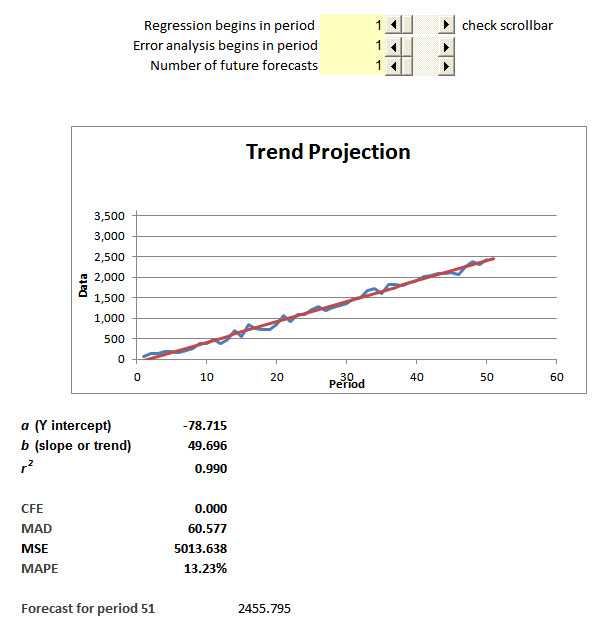 Regression begins in period 1 check scrollbar
Error analysis begins in period 1
Number of future forecasts 1
Trend Projection
3,500
3,000
2,500
2,000
1,500
1,000
500
0
Data
0 10 20 30 40 50 60
Period
a (Y intercept) -78.715
b (slope or trend) 49.696
r² 0.990
CFE 0.000
MAD 60.577
MSE 5013.638
MAPE 13.23%
Forecast for period 51 2455.795